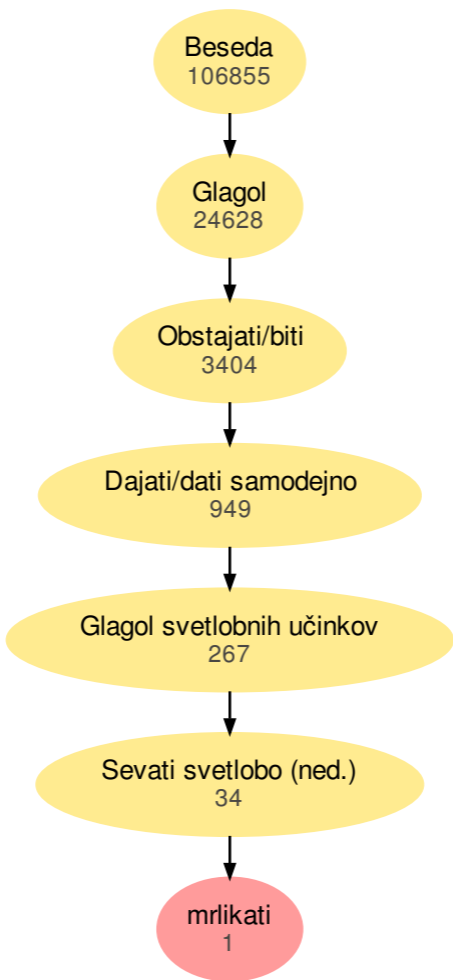 Beseda
106855
Glagol
24628
Obstajati/biti
3404
Dajati/dati samodejno
949
Glagol svetlobnih učinkov
267
Sevati svetlobo (ned.)
34
mrlikati
1